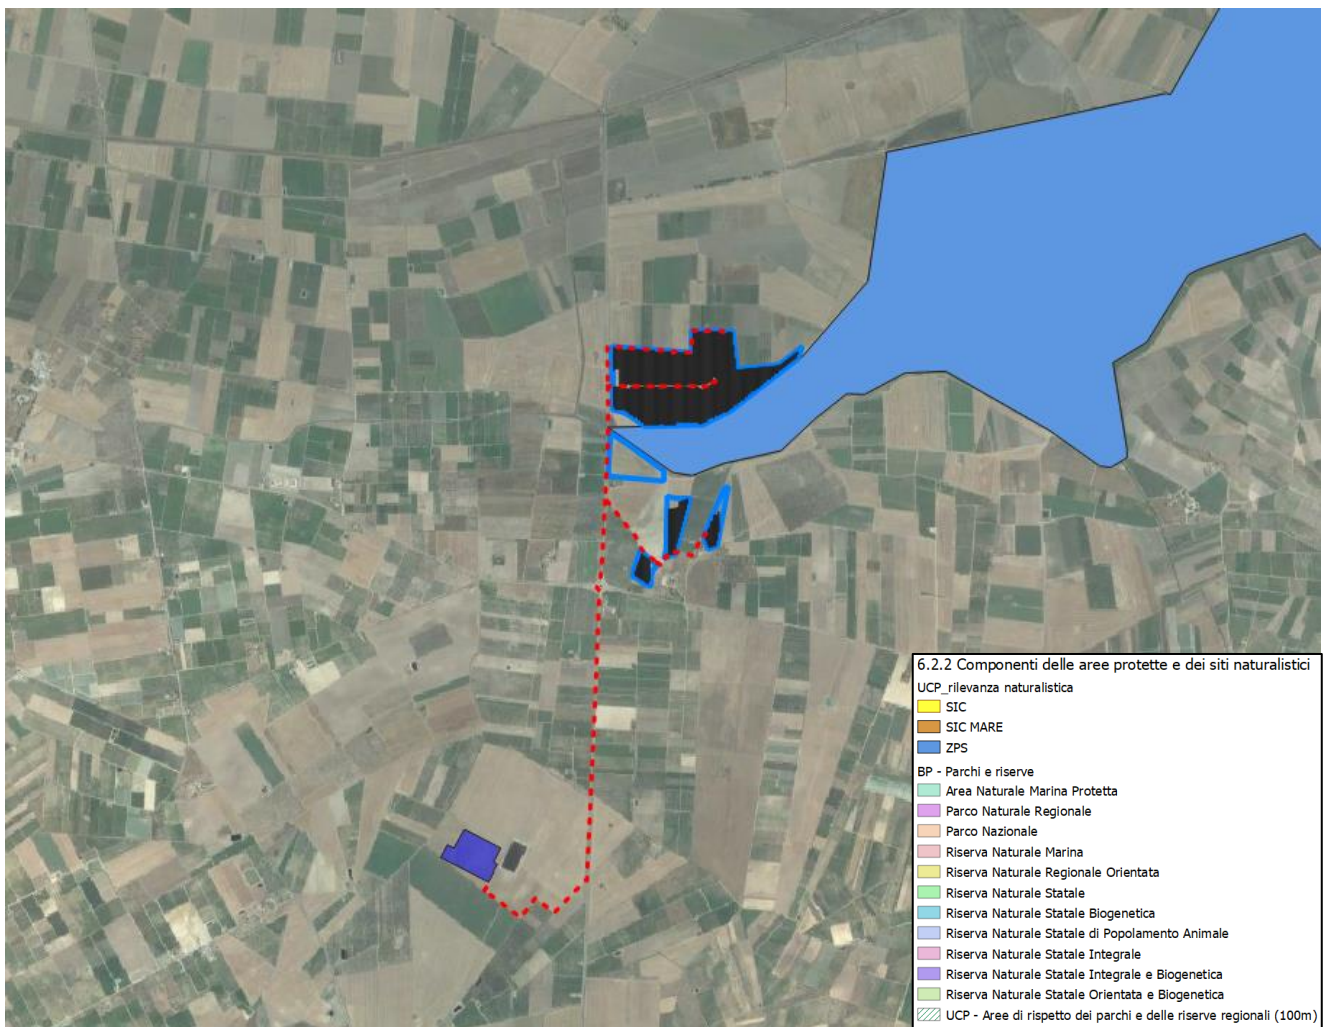 6.2.2 Componenti delle aree protette e dei siti naturalistici
UCP_rilevanza naturalistica
SIC
SIC MARE
ZPS
BP - Parchi e riserve
Area Naturale Marina Protetta
Parco Naturale Regionale
Parco Nazionale
Riserva Naturale Marina
Riserva Naturale Regionale Orientata
Riserva Naturale Statale
Riserva Naturale Statale Biogenetica
Riserva Naturale Statale di Popolamento Animale
Riserva Naturale Statale Integrale
Riserva Naturale Statale Integrale e Biogenetica
Riserva Naturale Statale Orientata e Biogenetica
UCP - Aree di rispetto dei parchi e delle riserve regionali (100m)